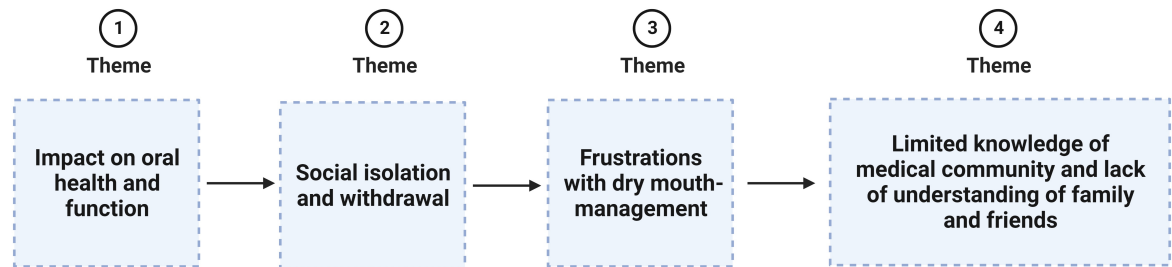 1
Theme
Impact on oral
health and
function
2
Theme
Social isolation
and withdrawal
3
Theme
Frustrations
with dry mouth-
management
4
Theme
Limited knowledge of
medical community and lack
of understanding of family
and friends